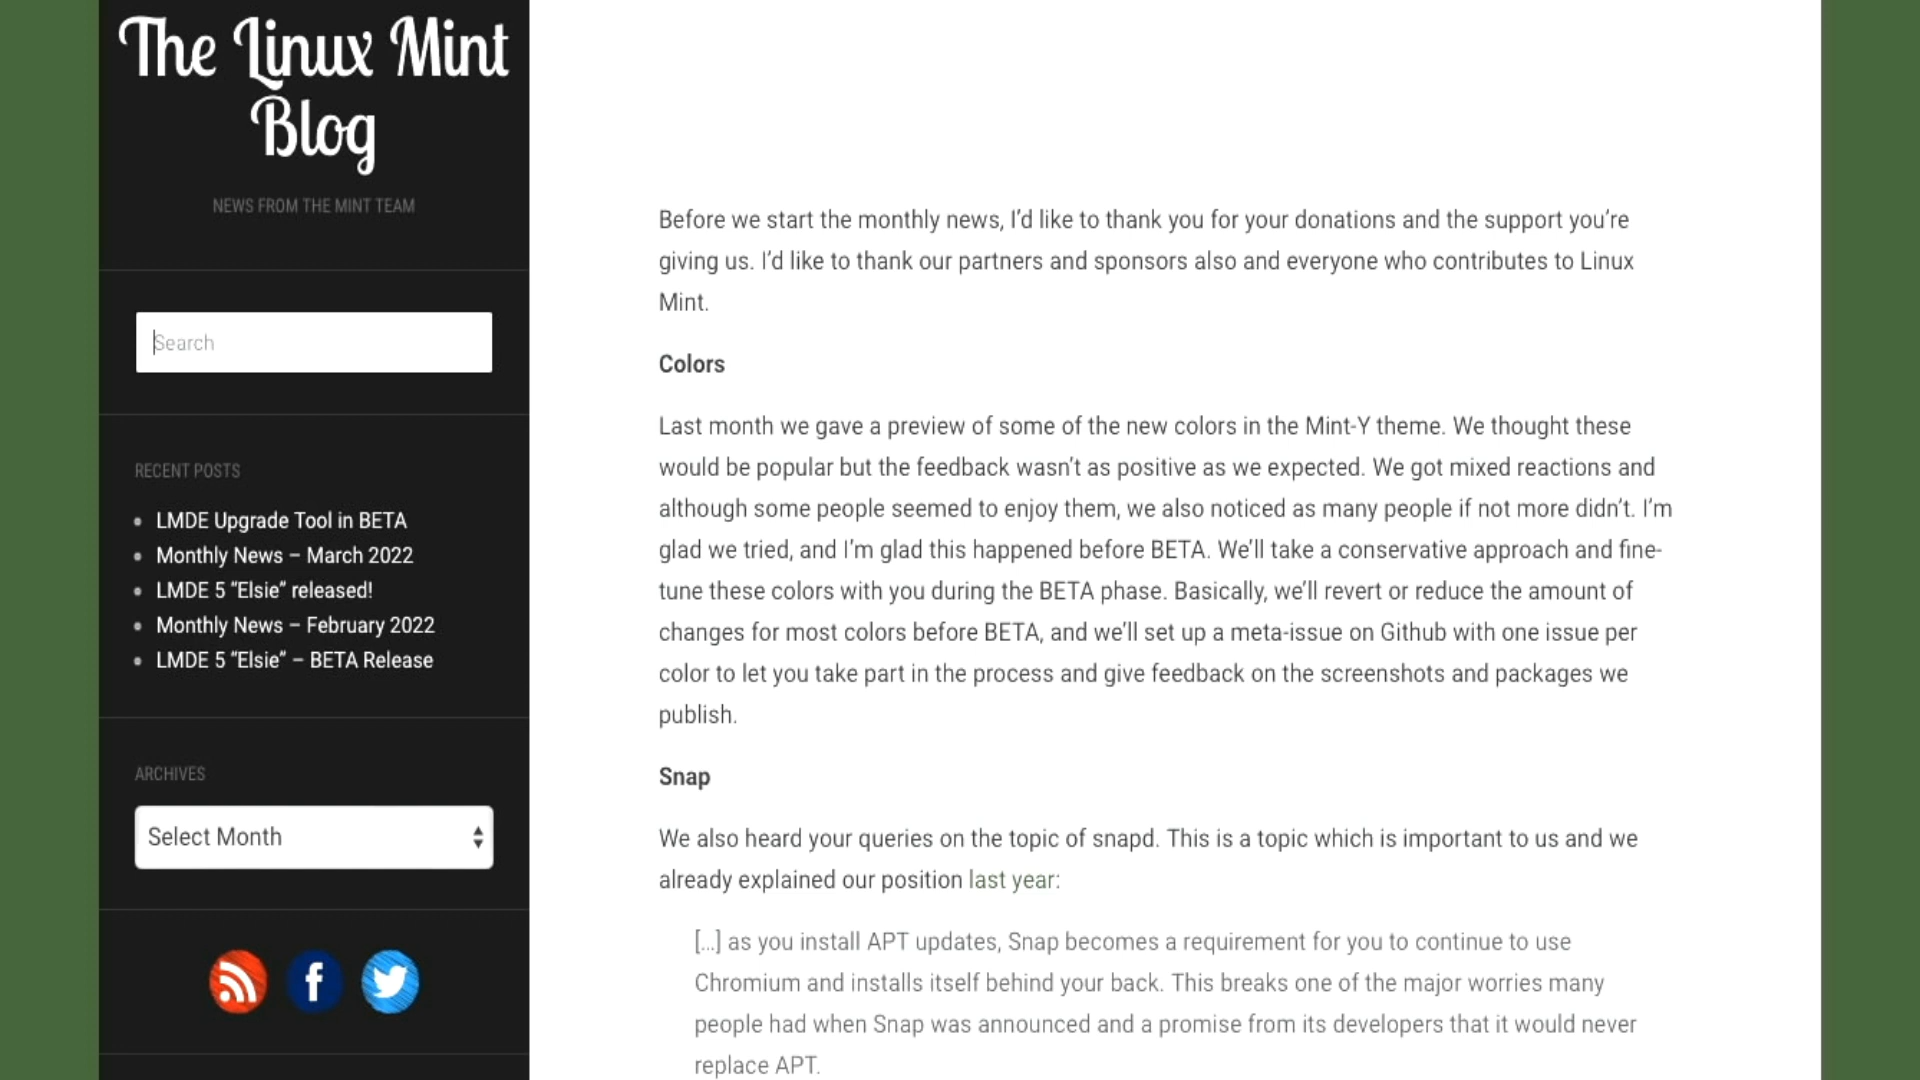 The Linux Mint
Blog
NEWS FROM THE MINT TEAM
Search
RECENT POSTS
LMDE Upgrade Tool in BETA
Monthly News – March 2022
LMDE 5 “Elsie” released!
Monthly News – February 2022
LMDE 5 “Elsie” – BETA Release
ARCHIVES
Select Month
Before we start the monthly news, I’d like to thank you for your donations and the support you’re
giving us. I’d like to thank our partners and sponsors also and everyone who contributes to Linux
Mint.
Colors
Last month we gave a preview of some of the new colors in the Mint-Y theme. We thought these
would be popular but the feedback wasn’t as positive as we expected. We got mixed reactions and
although some people seemed to enjoy them, we also noticed as many people if not more didn’t. I’m
glad we tried, and I’m glad this happened before BETA. We’ll take a conservative approach and fine-
tune these colors with you during the BETA phase. Basically, we’ll revert or reduce the amount of
changes for most colors before BETA, and we’ll set up a meta-issue on Github with one issue per
color to let you take part in the process and give feedback on the screenshots and packages we
publish.
Snap
We also heard your queries on the topic of snapd. This is a topic which is important to us and we
already explained our position last year:
[…] as you install APT updates, Snap becomes a requirement for you to continue to use
Chromium and installs itself behind your back. This breaks one of the major worries many
people had when Snap was announced and a promise from its developers that it would never
replace APT.